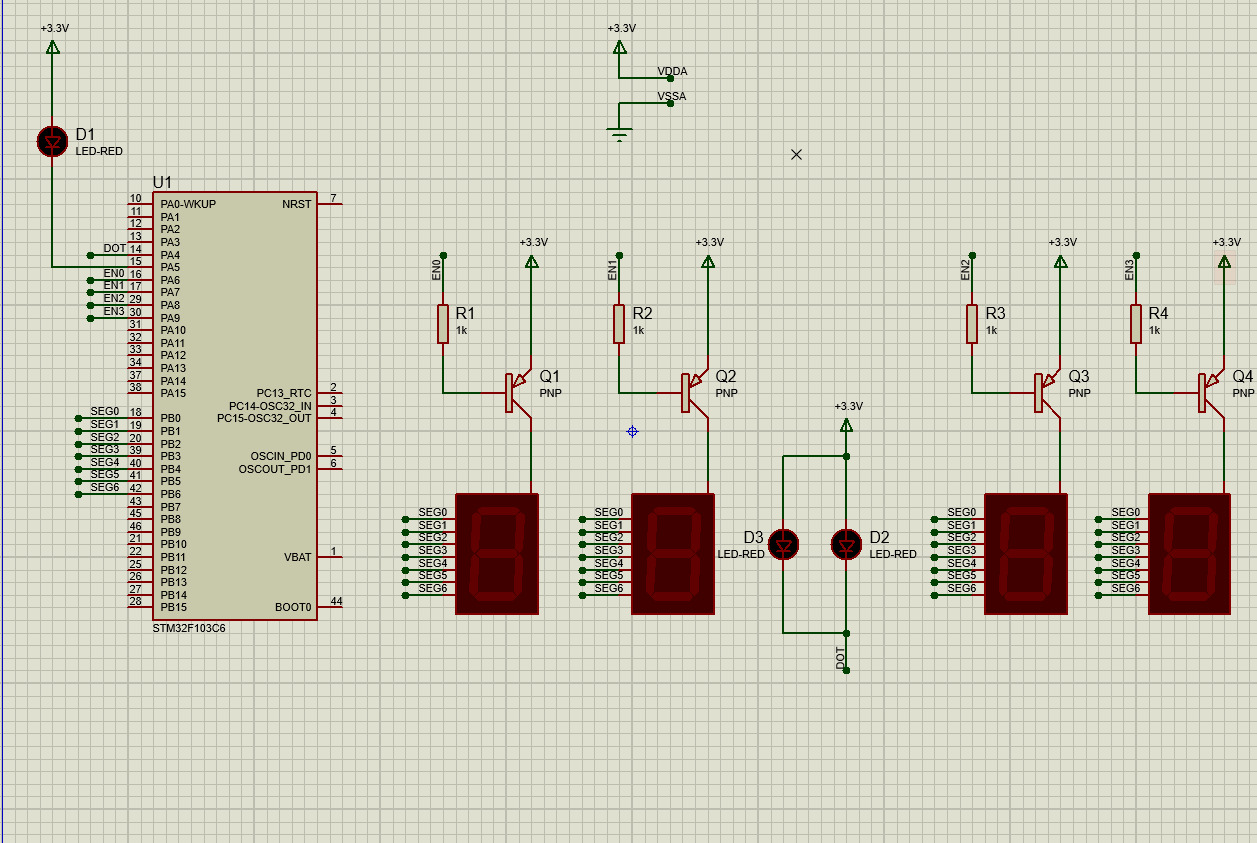 +3.3V
D1
LED-RED
+3.3V
VDDA
VSSA
U1
10 PA0-WKUP
11 PA1
12 PA2
13 PA3
DOT 14 PA4
15 PA5
EN0 16 PA6
EN1 17 PA7
EN2 29 PA8
EN3 30 PA9
31 PA10
32 PA11
33 PA12
34 PA13
37 PA14
38 PA15
SEG0 18 PB0
SEG1 19 PB1
SEG2 20 PB2
SEG3 39 PB3
SEG4 40 PB4
SEG5 41 PB5
SEG6 42 PB6
43 PB7
45 PB8
46 PB9
21 PB10
22 PB11
25 PB12
26 PB13
27 PB14
28 PB15
NRST 7
PC13_RTC 2
PC14-OSC32_IN 3
PC15-OSC32_OUT 4
OSCIN_PD0 5
OSCOUT_PD1 6
VBAT 1
BOOT0 44
STM32F103C6
EN0
R1
1k
+3.3V
Q1
PNP
SEG0
SEG1
SEG2
SEG3
SEG4
SEG5
SEG6
EN1
R2
1k
+3.3V
Q2
PNP
SEG0
SEG1
SEG2
SEG3
SEG4
SEG5
SEG6
+3.3V
D3
LED-RED
D2
LED-RED
DOT
EN2
R3
1k
+3.3V
Q3
PNP
SEG0
SEG1
SEG2
SEG3
SEG4
SEG5
SEG6
EN3
R4
1k
+3.3V
Q4
PNP
SEG0
SEG1
SEG2
SEG3
SEG4
SEG5
SEG6